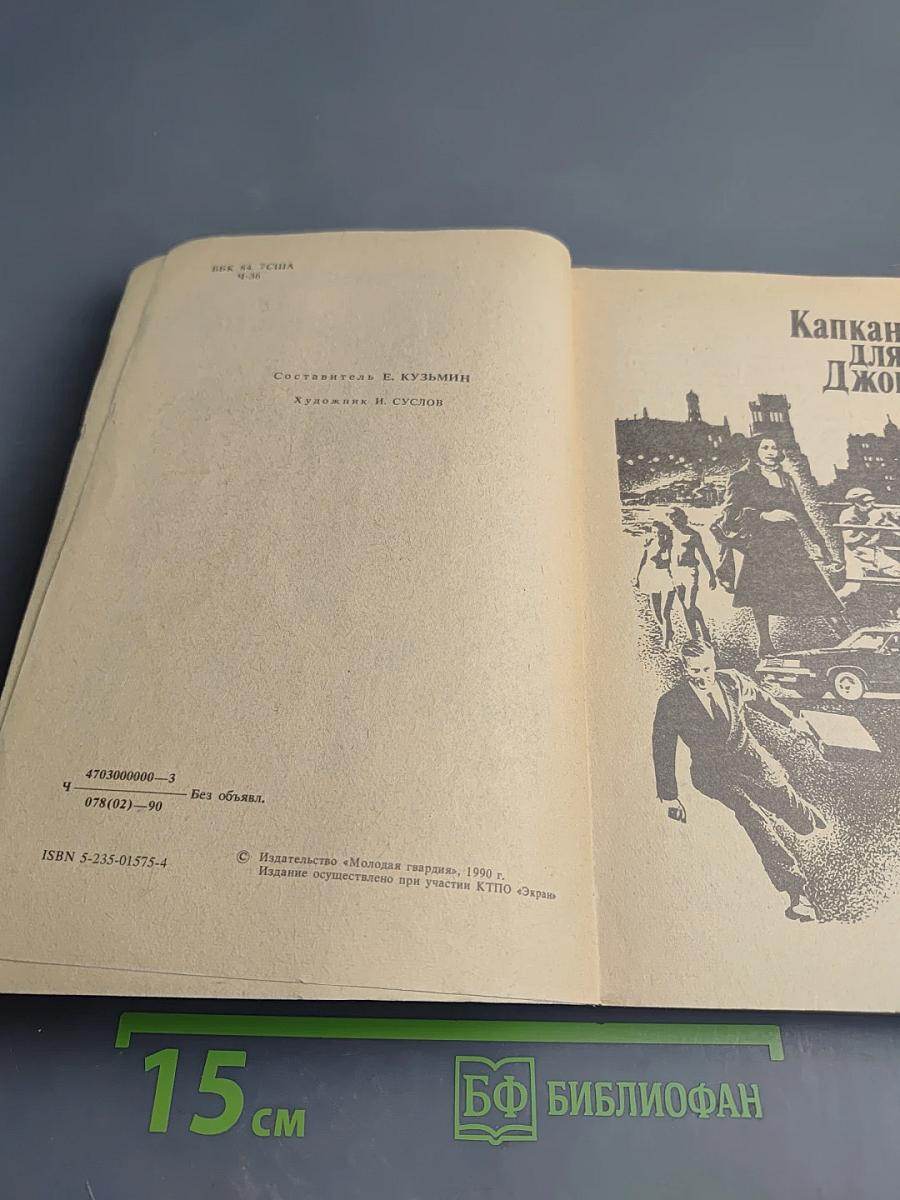 ББК 84.7США
Ч-36
Составитель Е. КУЗЬМИН
Художник И. СУСЛОВ
4703000000—3
Ч ——— Без объявл.
078(02)—90
ISBN 5-235-01575-4
© Издательство «Молодая гвардия», 1990 г.
Издание осуществлено при участии КТПО «Экран»
Капкан
для
15 см
БФ БИБЛИОФАН